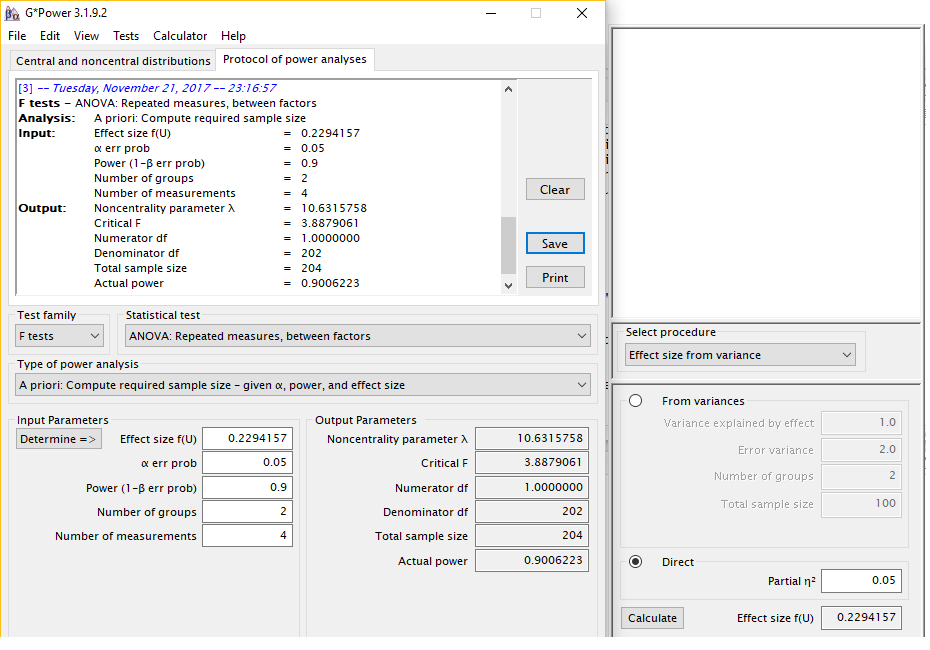 G*Power 3.1.9.2
File Edit View Tests Calculator Help
Central and noncentral distributions Protocol of power analyses
[3] -- Tuesday, November 21, 2017 -- 23:16:57
F tests – ANOVA: Repeated measures, between factors
Analysis: A priori: Compute required sample size
Input: Effect size f(U) = 0.2294157
α err prob = 0.05
Power (1-β err prob) = 0.9
Number of groups = 2
Number of measurements = 4
Output: Noncentrality parameter λ = 10.6315758
Critical F = 3.8879061
Numerator df = 1.0000000
Denominator df = 202
Total sample size = 204
Actual power = 0.9006223
Clear
Save
Print
Test family Statistical test
F tests ANOVA: Repeated measures, between factors
Type of power analysis
A priori: Compute required sample size – given α, power, and effect size
Input Parameters
Determine => Effect size f(U) 0.2294157
α err prob 0.05
Power (1-β err prob) 0.9
Number of groups 2
Number of measurements 4
Output Parameters
Noncentrality parameter λ 10.6315758
Critical F 3.8879061
Numerator df 1.0000000
Denominator df 202
Total sample size 204
Actual power 0.9006223
Select procedure
Effect size from variance
From variances
Variance explained by effect 1.0
Error variance 2.0
Number of groups 2
Total sample size 100
Direct
Partial η² 0.05
Calculate Effect size f(U) 0.2294157